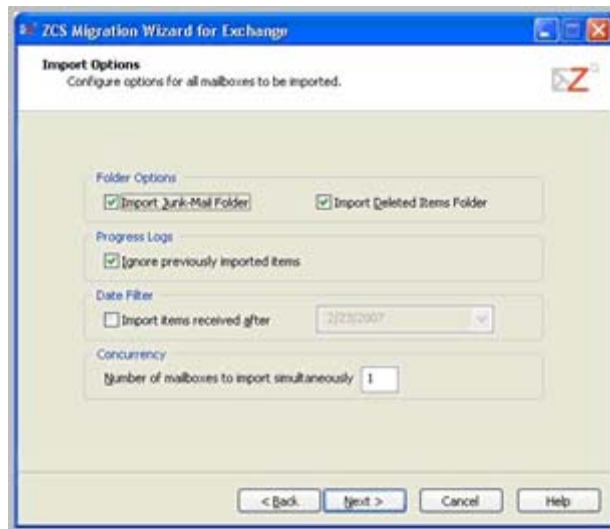 ZCS Migration Wizard for Exchange
Import Options
Configure options for all mailboxes to be imported.
Z
Folder Options
Import Junk-Mail Folder
Import Deleted Items Folder
Progress Logs
Ignore previously imported items
Date Filter
Import items received after
2/23/2007
Concurrency
Number of mailboxes to import simultaneously 1
< Back
Next >
Cancel
Help